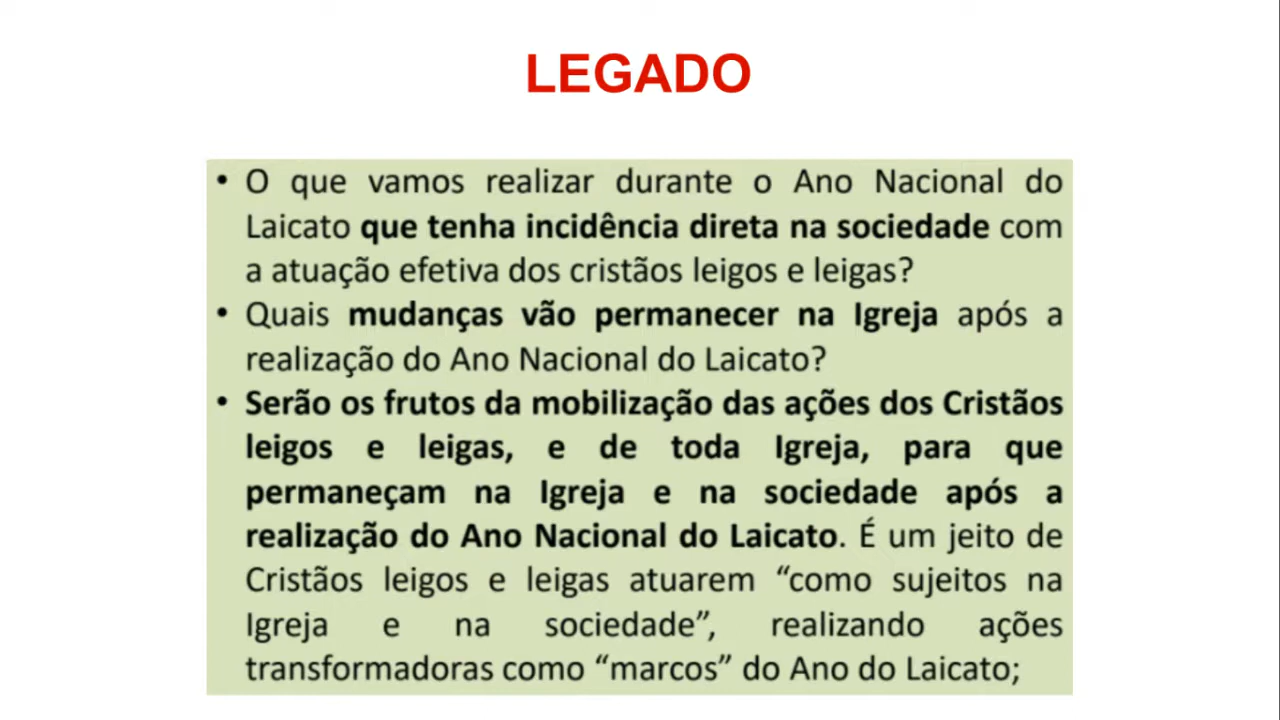 LEGADO
• O que vamos realizar durante o Ano Nacional do
Laicato que tenha incidência direta na sociedade com
a atuação efetiva dos cristãos leigos e leigas?
• Quais mudanças vão permanecer na Igreja após a
realização do Ano Nacional do Laicato?
• Serão os frutos da mobilização das ações dos Cristãos
leigos e leigas, e de toda Igreja, para que
permaneçam na Igreja e na sociedade após a
realização do Ano Nacional do Laicato. É um jeito de
Cristãos leigos e leigas atuarem “como sujeitos na
Igreja e na sociedade”, realizando ações
transformadoras como “marcos” do Ano do Laicato;